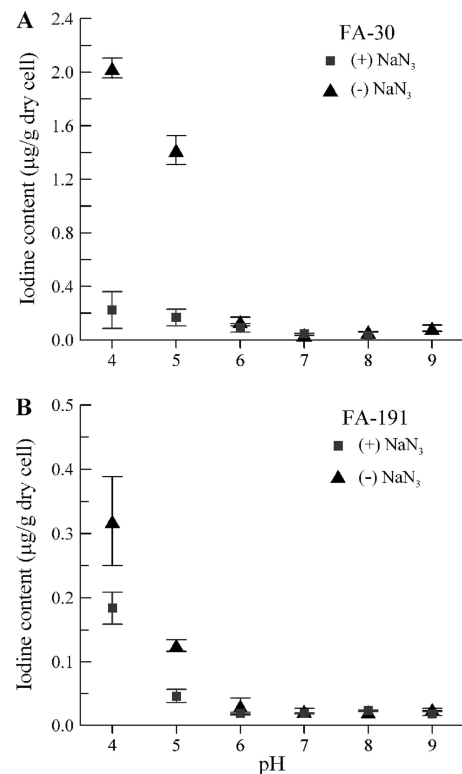 A
FA-30
(+) NaN₃
(-) NaN₃
Iodine content (µg/g dry cell)
2.4
2.0
1.6
1.2
0.8
0.4
0.0
4 5 6 7 8 9
B
FA-191
(+) NaN₃
(-) NaN₃
Iodine content (µg/g dry cell)
0.5
0.4
0.3
0.2
0.1
0.0
4 5 6 7 8 9
pH